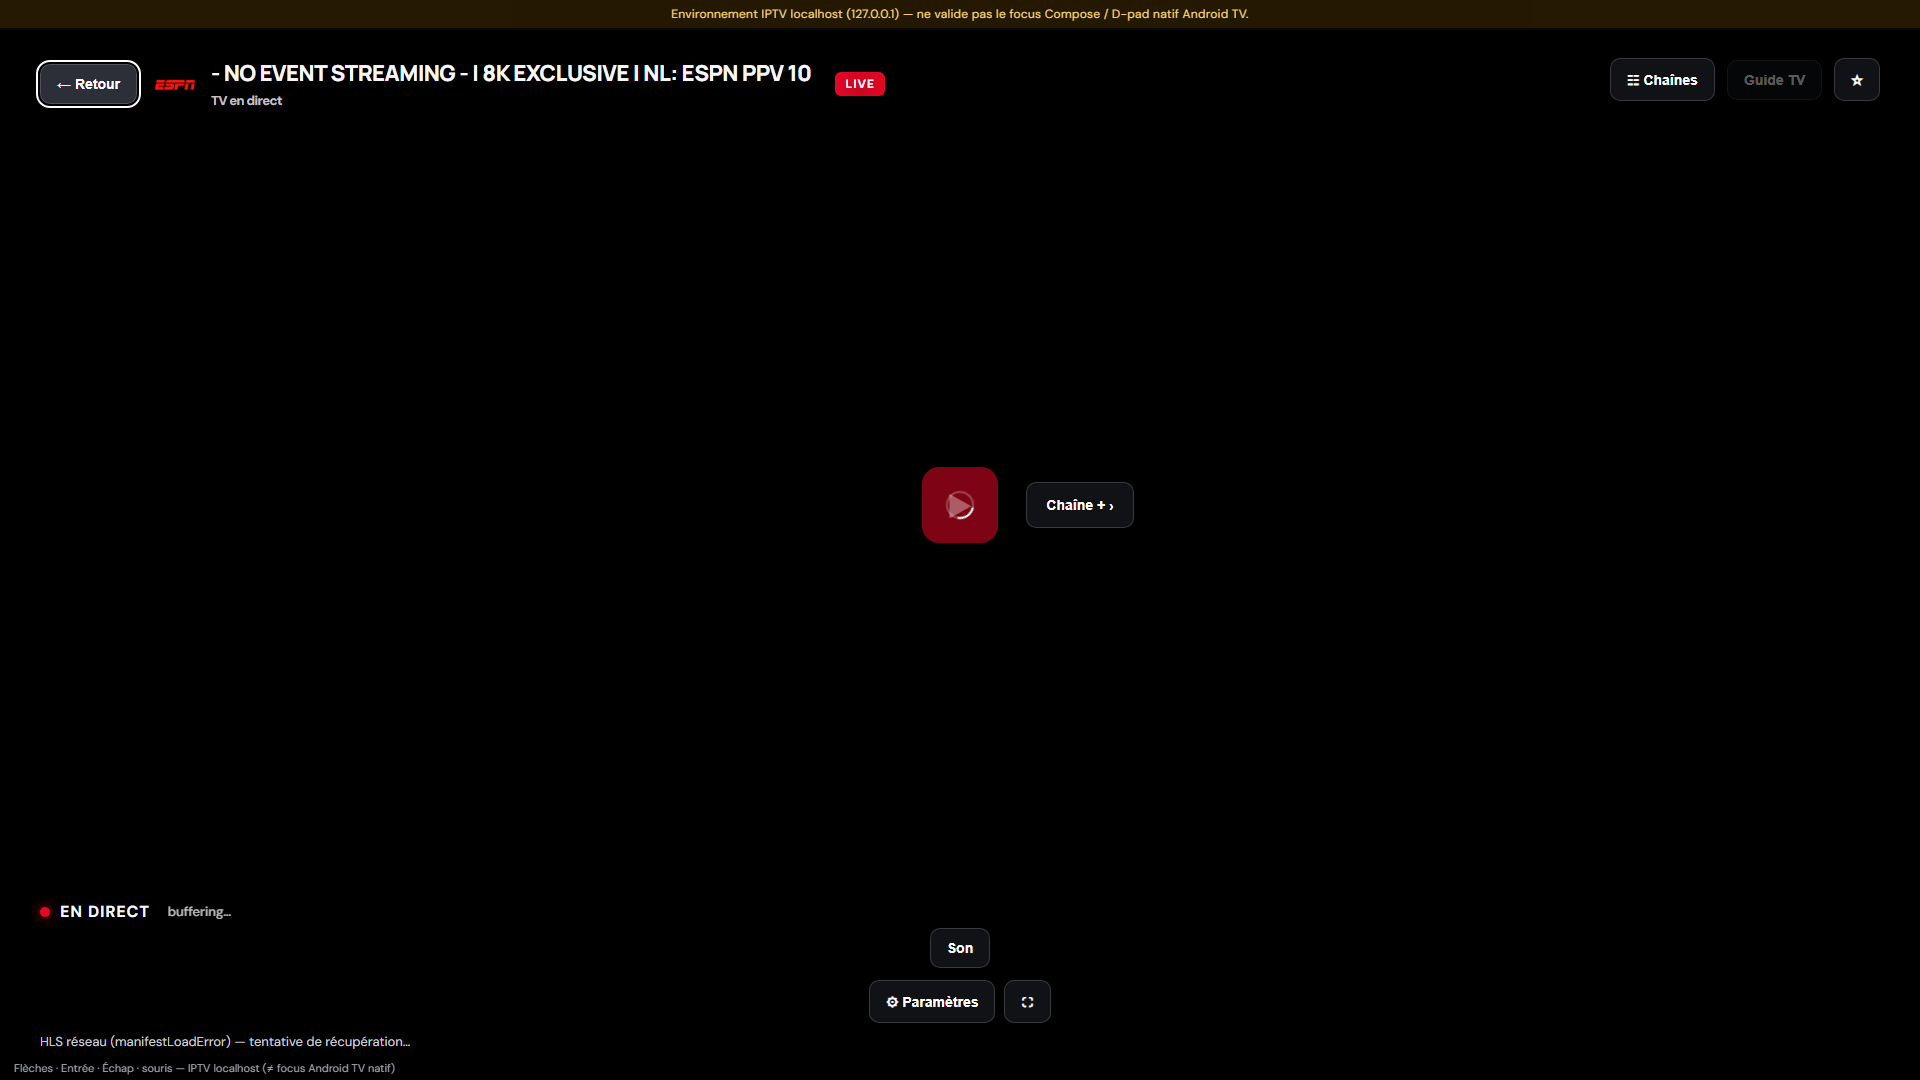 Environnement IPTV localhost (127.0.0.1) — ne valide pas le focus Compose / D-pad natif Android TV.
← Retour
ESPN
- NO EVENT STREAMING - | 8K EXCLUSIVE | NL: ESPN PPV 10
LIVE
TV en direct
☷ Chaînes
Guide TV
☆
Chaîne + ›
EN DIRECT
buffering...
Son
⚙ Paramètres
⛶
HLS réseau (manifestLoadError) — tentative de récupération...
Flèches · Entrée · Échap · souris — IPTV localhost (≠ focus Android TV natif)